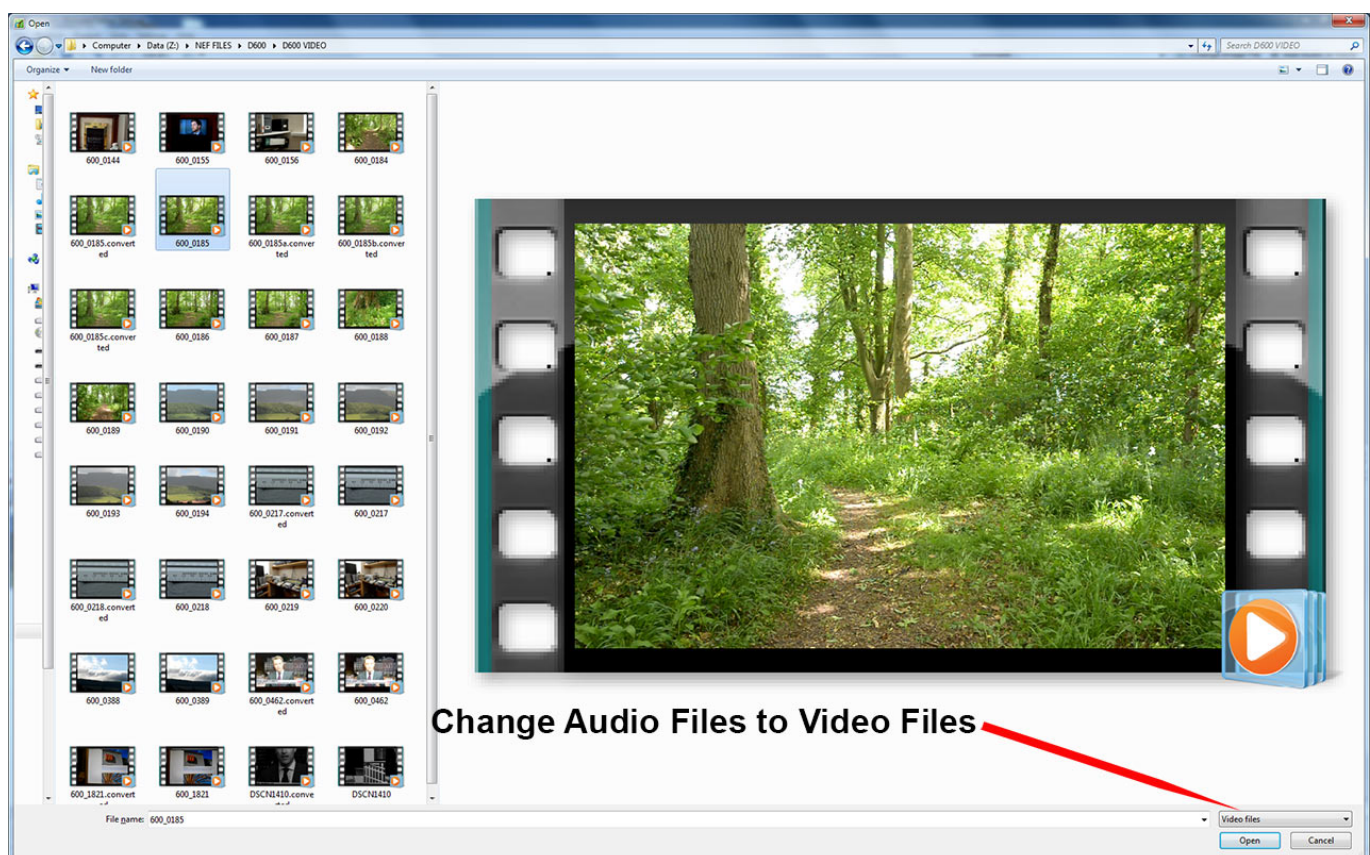 Open
Computer ▸ Data (Z:) ▸ NEF FILES ▸ D600 ▸ D600 VIDEO
Search D600 VIDEO
Organize
New folder
600_0144
600_0155
600_0156
600_0184
600_0185.convert
ed
600_0185
600_0185a.conver
ted
600_0185b.conver
ted
600_0185c.conver
ted
600_0186
600_0187
600_0188
600_0189
600_0190
600_0191
600_0192
600_0193
600_0194
600_0217.convert
ed
600_0217
600_0218.convert
ed
600_0218
600_0219
600_0220
600_0388
600_0389
600_0462.convert
ed
600_0462
Change Audio Files to Video Files
600_1821.convert
ed
600_1821
DSCN1410.conve
rted
DSCN1410
File name:
600_0185
Video files
Open
Cancel